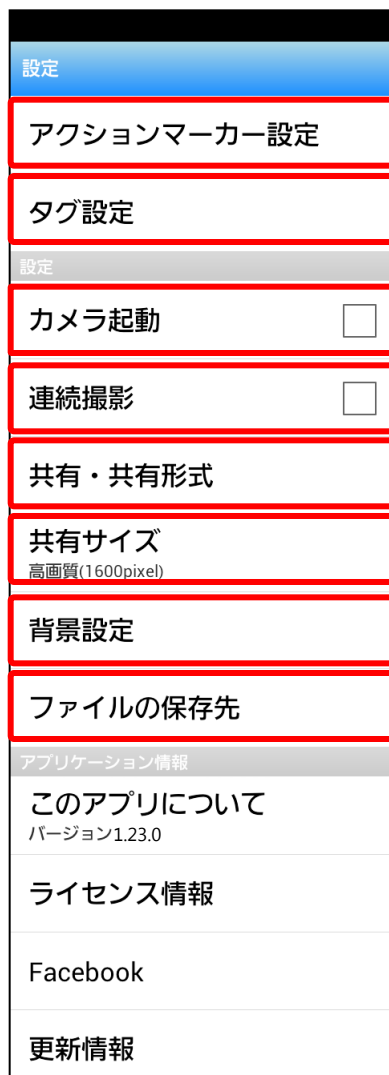 設定
アクションマーカー設定
タグ設定
設定
カメラ起動
連続撮影
共有・共有形式
共有サイズ
高画質(1600pixel)
背景設定
ファイルの保存先
アプリケーション情報
このアプリについて
バージョン1.23.0
ライセンス情報
Facebook
更新情報